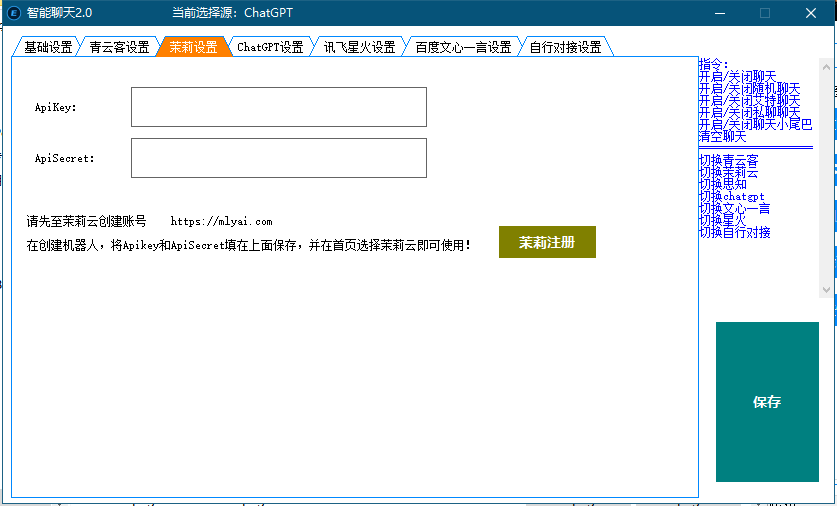 智能聊天2.0 当前选择源：ChatGPT
基础设置 青云客设置 茉莉设置 ChatGPT设置 讯飞星火设置 百度文心一言设置 自行对接设置
ApiKey:
ApiSecret:
请先至茉莉云创建账号 https://mlyai.com
在创建机器人，将Apikey和ApiSecret填在上面保存，并在首页选择茉莉云即可使用！
茉莉注册
指令:
开启/关闭聊天
开启/关闭随机聊天
开启/关闭艾特聊天
开启/关闭私聊聊天
开启/关闭聊天小尾巴
清空聊天
切换青云客
切换茉莉云
切换思知
切换chatgpt
切换文心一言
切换星火
切换自行对接
保存